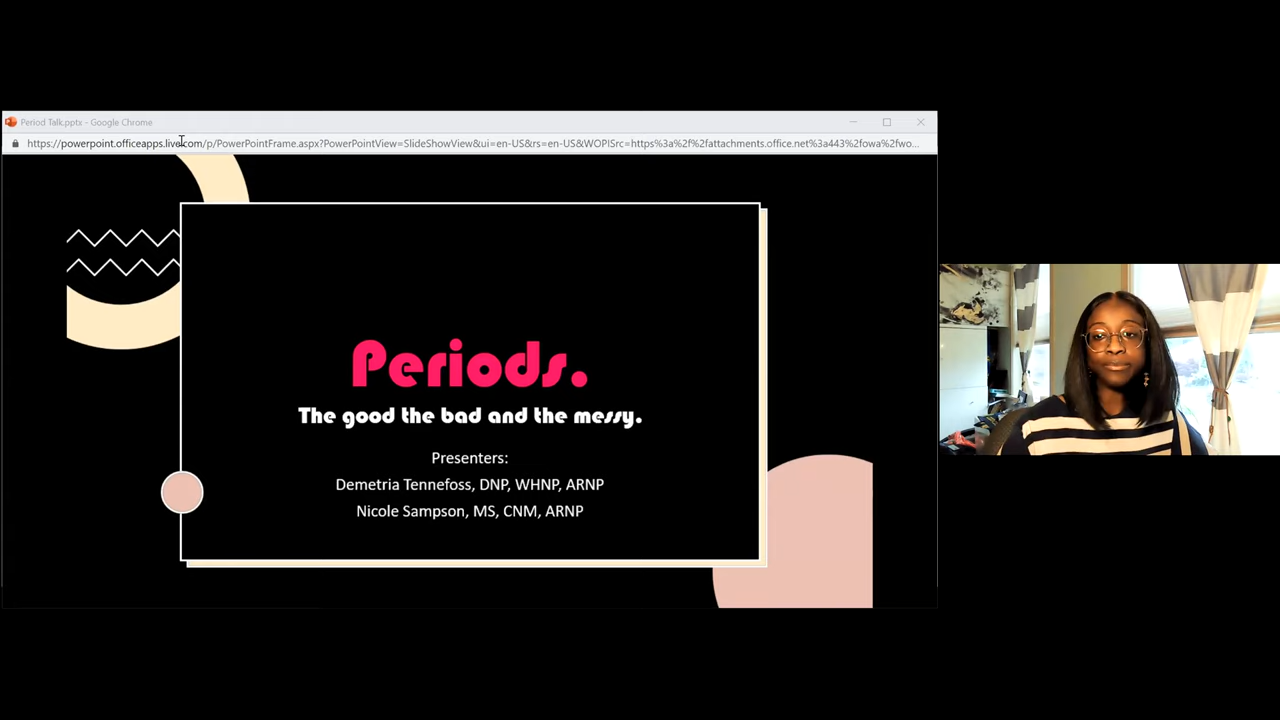 Period Talk.pptx - Google Chrome
https://powerpoint.officeapps.live.com/p/PowerPointFrame.aspx?PowerPointView=SlideShowView&ui=en-US&rs=en-US&WOPISrc=https%3a%2f%2fattachments.office.net%3a443%2fowa%2fwo...
Periods.
The good the bad and the messy.
Presenters:
Demetria Tennefoss, DNP, WHNP, ARNP
Nicole Sampson, MS, CNM, ARNP